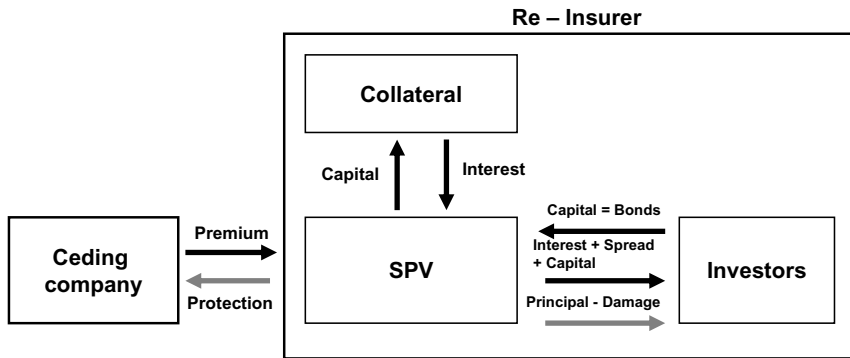 Re – Insurer
Collateral
Capital
Interest
Premium
Ceding
company
Protection
SPV
Capital = Bonds
Interest + Spread
+ Capital
Principal - Damage
Investors